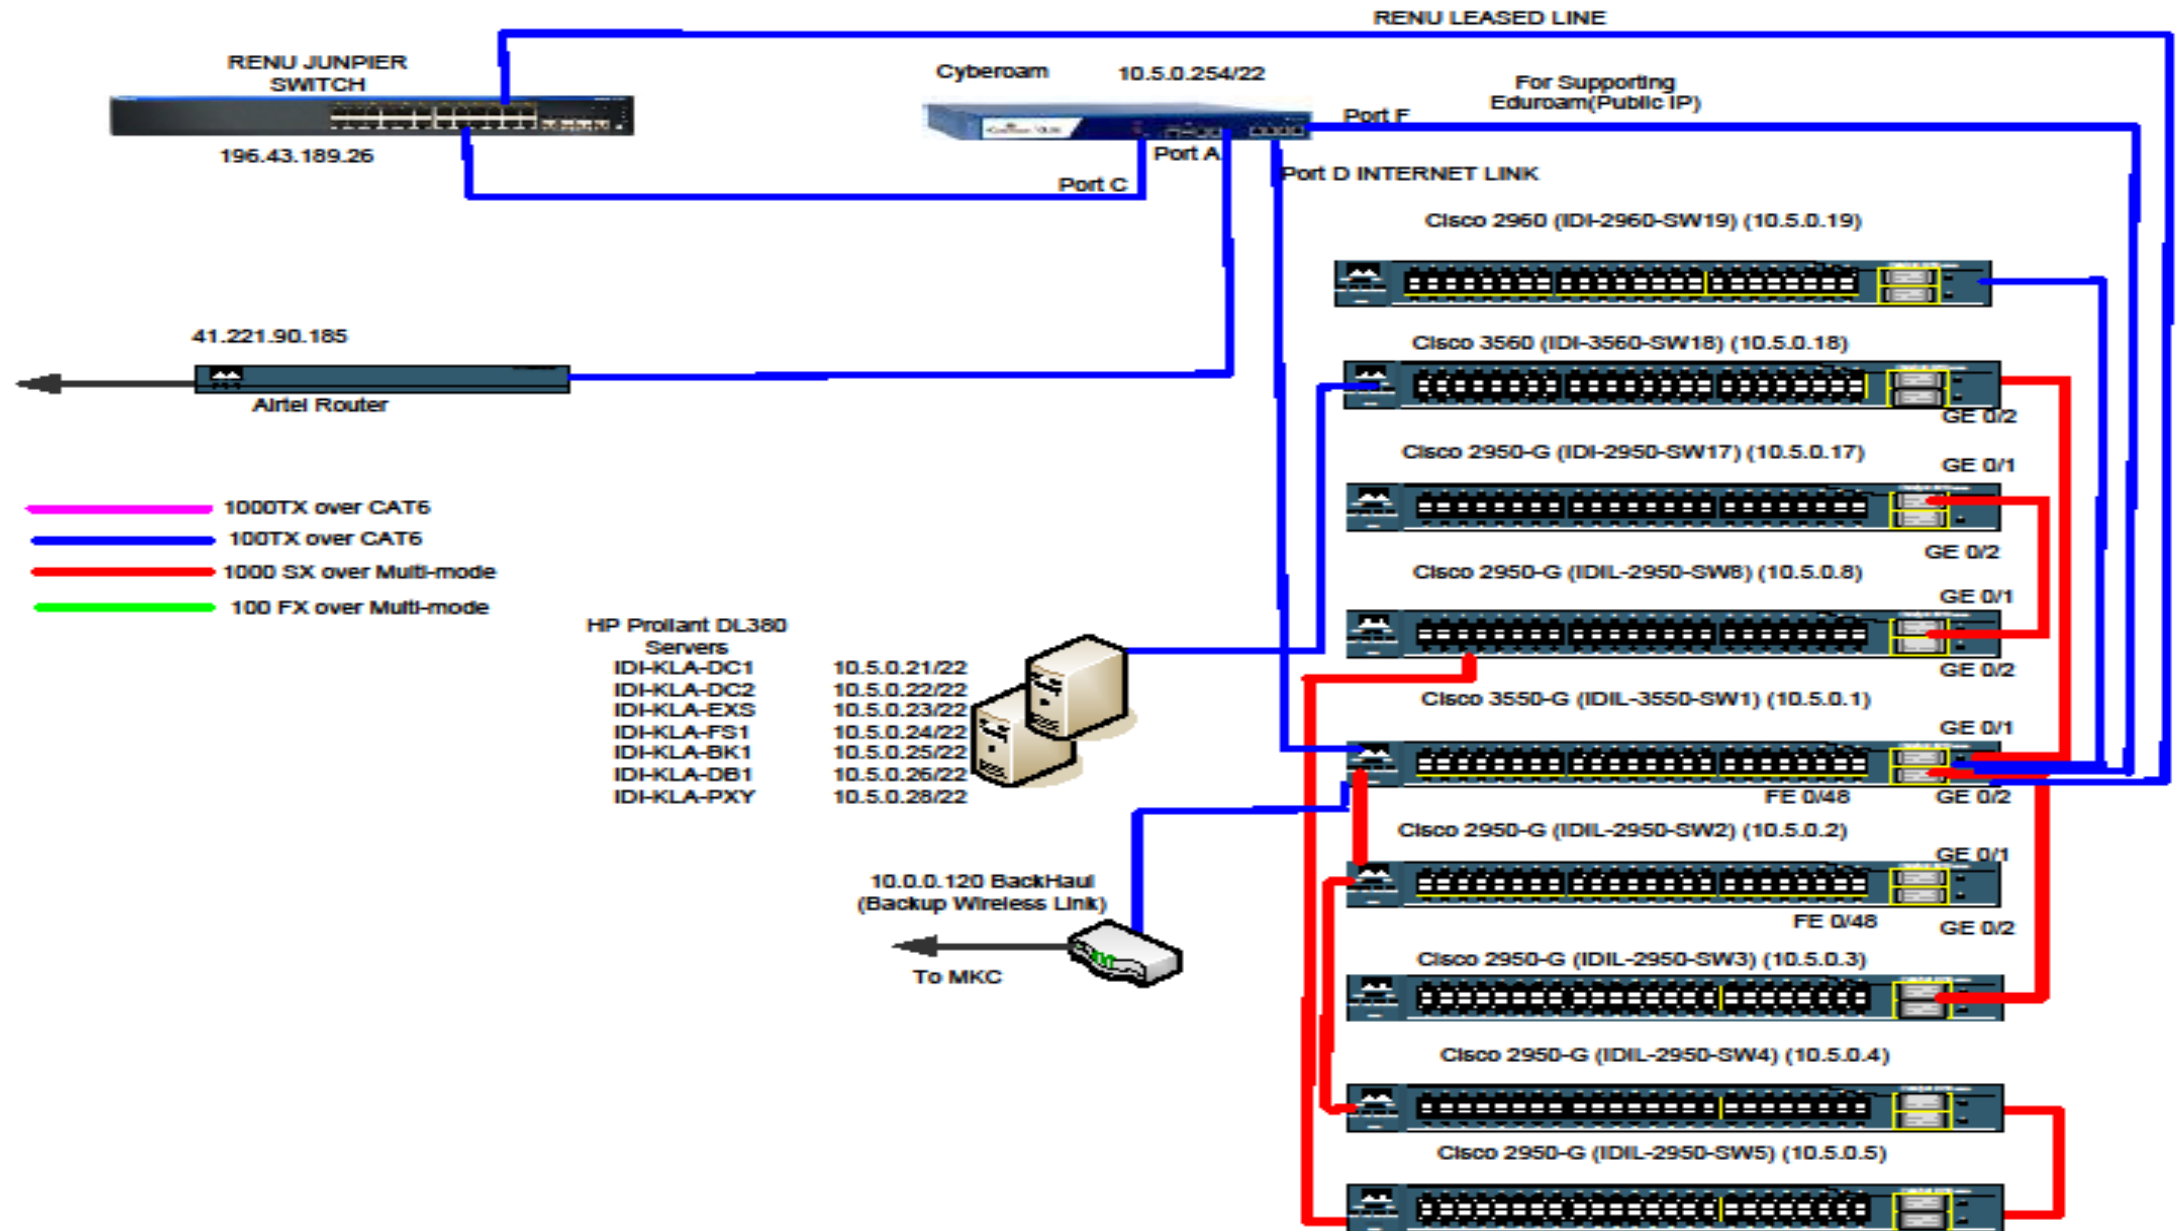 RENU LEASED LINE
RENU JUNPIER
SWITCH
196.43.189.26
Cyberoam
10.5.0.254/22
For Supporting
Eduroam(Public IP)
Port F
Port A
Port C
Port D INTERNET LINK
Cisco 2960 (IDI-2960-SW19) (10.5.0.19)
41.221.90.185
Airtel Router
Cisco 3560 (IDI-3560-SW18) (10.5.0.18)
GE 0/2
Cisco 2950-G (IDI-2950-SW17) (10.5.0.17)
GE 0/1
GE 0/2
1000TX over CAT6
100TX over CAT6
1000 SX over Multi-mode
100 FX over Multi-mode
Cisco 2950-G (IDIL-2950-SW8) (10.5.0.8)
GE 0/1
GE 0/2
HP Proliant DL380
Servers
IDI-KLA-DC1 10.5.0.21/22
IDI-KLA-DC2 10.5.0.22/22
IDI-KLA-EXS 10.5.0.23/22
IDI-KLA-FS1 10.5.0.24/22
IDI-KLA-BK1 10.5.0.25/22
IDI-KLA-DB1 10.5.0.26/22
IDI-KLA-PXY 10.5.0.28/22
Cisco 3550-G (IDIL-3550-SW1) (10.5.0.1)
GE 0/1
FE 0/48
GE 0/2
Cisco 2950-G (IDIL-2950-SW2) (10.5.0.2)
GE 0/1
FE 0/48
GE 0/2
10.0.0.120 BackHaul
(Backup Wireless Link)
To MKC
Cisco 2950-G (IDIL-2950-SW3) (10.5.0.3)
Cisco 2950-G (IDIL-2950-SW4) (10.5.0.4)
Cisco 2950-G (IDIL-2950-SW5) (10.5.0.5)